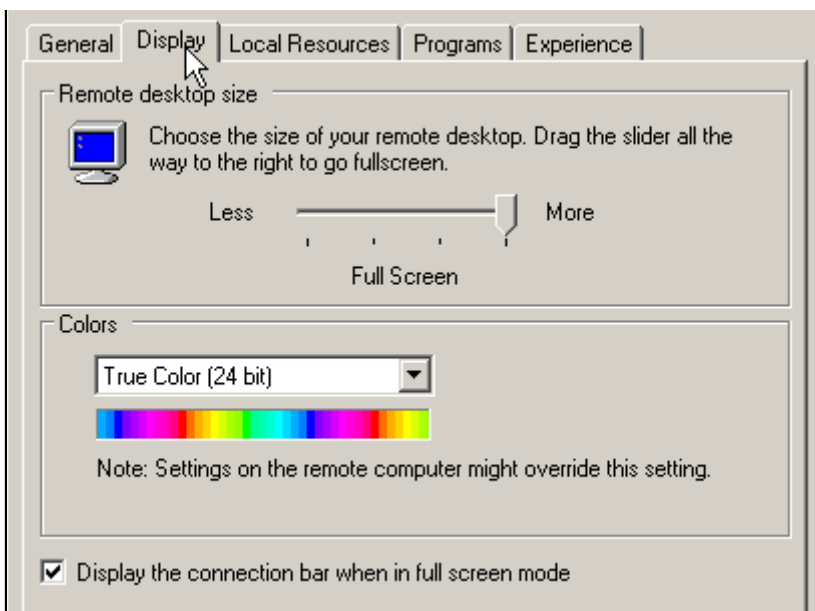 General Display Local Resources Programs Experience
Remote desktop size
Choose the size of your remote desktop. Drag the slider all the
way to the right to go fullscreen.
Less More
Full Screen
Colors
True Color (24 bit)
Note: Settings on the remote computer might override this setting.
Display the connection bar when in full screen mode